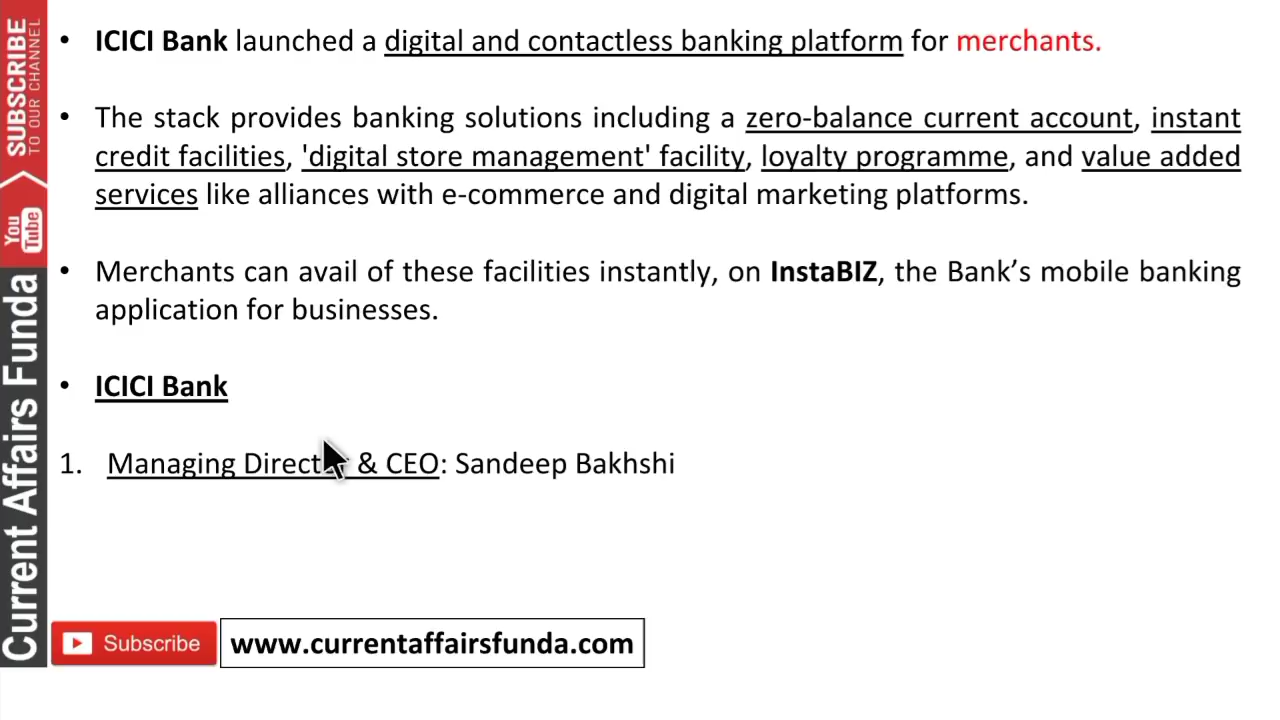 SUBSCRIBE
TO OUR CHANNEL
You
Tube
Current Affairs Funda
• ICICI Bank launched a digital and contactless banking platform for merchants.
• The stack provides banking solutions including a zero-balance current account, instant
credit facilities, 'digital store management' facility, loyalty programme, and value added
services like alliances with e-commerce and digital marketing platforms.
• Merchants can avail of these facilities instantly, on InstaBIZ, the Bank’s mobile banking
application for businesses.
• ICICI Bank
1. Managing Director & CEO: Sandeep Bakhshi
Subscribe
www.currentaffairsfunda.com